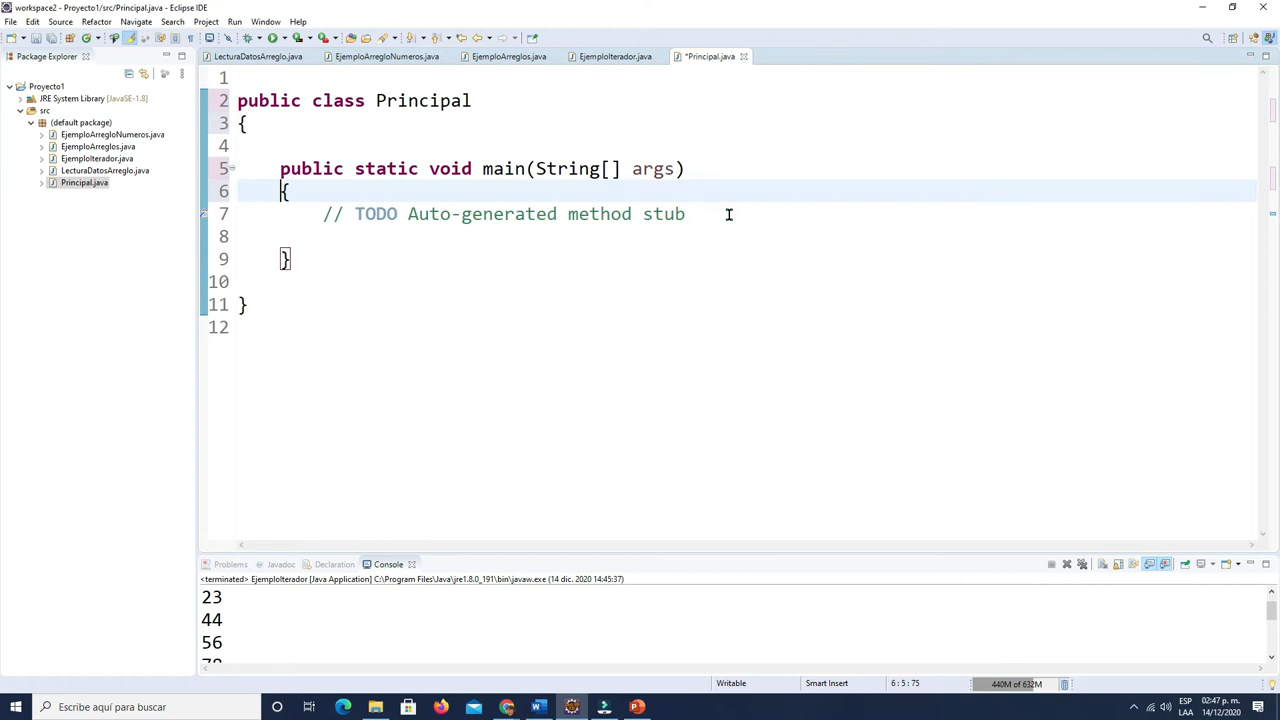 workspace2 - Proyecto1/src/Principal.java - Eclipse IDE
File Edit Source Refactor Navigate Search Project Run Window Help
Package Explorer
Proyecto1
JRE System Library [JavaSE-1.8]
src
(default package)
EjemploArregloNumeros.java
EjemploArreglos.java
EjemploIterador.java
LecturaDatosArreglo.java
Principal.java
LecturaDatosArreglo.java EjemploArregloNumeros.java EjemploArreglos.java EjemploIterador.java *Principal.java
1
2 public class Principal
3 {
4
5 public static void main(String[] args)
6 {
7 // TODO Auto-generated method stub
8
9 }
10
11 }
12
Problems Javadoc Declaration Console
<terminated> EjemploIterador [Java Application] C:\Program Files\Java\jre1.8.0_191\bin\javaw.exe (14 dic. 2020 14:45:37)
23
44
56
78
Writable Smart Insert 6 : 5 : 75 440M of 632M
Escribe aquí para buscar
ESP 02:47 p. m.
LAA 14/12/2020